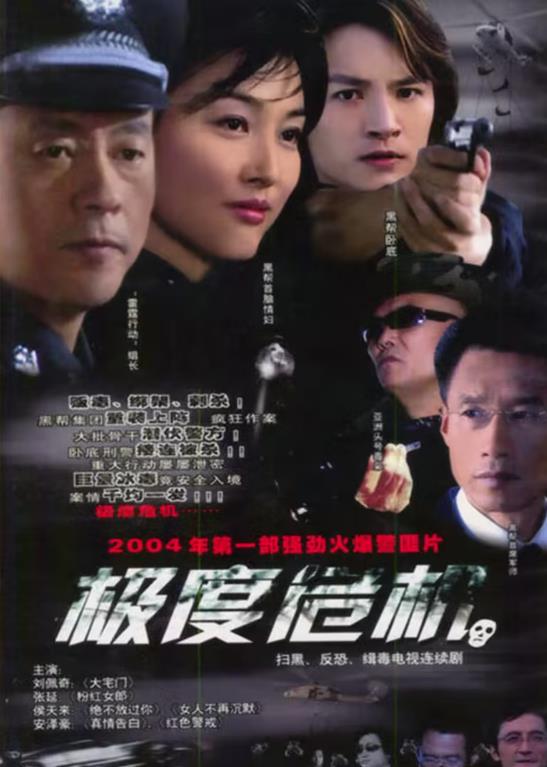 黑帮卧底
黑帮首脑情妇
"雷霆行动"组长
亚洲头号毒枭
黑帮首席军师
贩毒、绑架、刺杀！
黑帮集团重装上阵 疯狂作案
大批骨干潜伏警方！
卧底刑警接连被杀！！
重大行动屡屡泄密
巨量冰毒竟安全入境
案情千均一发！！！
极度危机……
2004年第一部强劲火爆警匪片
极度危机
扫黑、反恐、缉毒电视连续剧
主演：
刘佩奇：《大宅门》
张延：《粉红女郎》
侯天来：《绝不放过你》《女人不再沉默》
安泽豪：《真情告白》、《红色警戒》